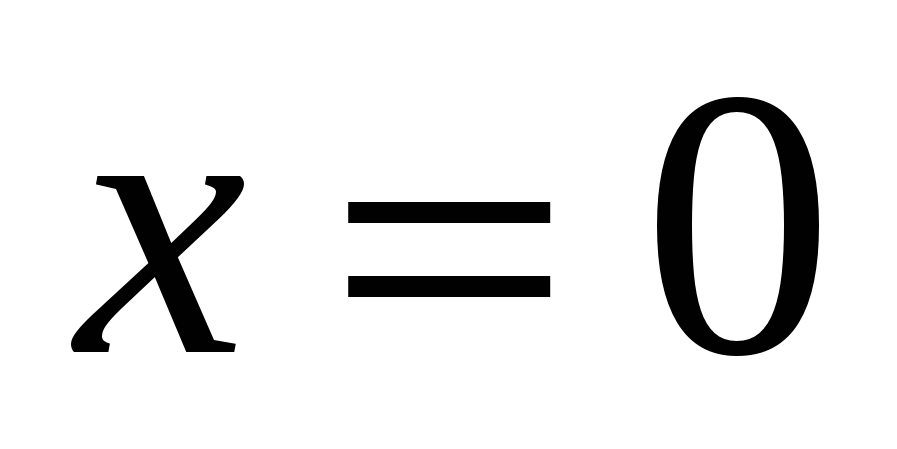 x = 0